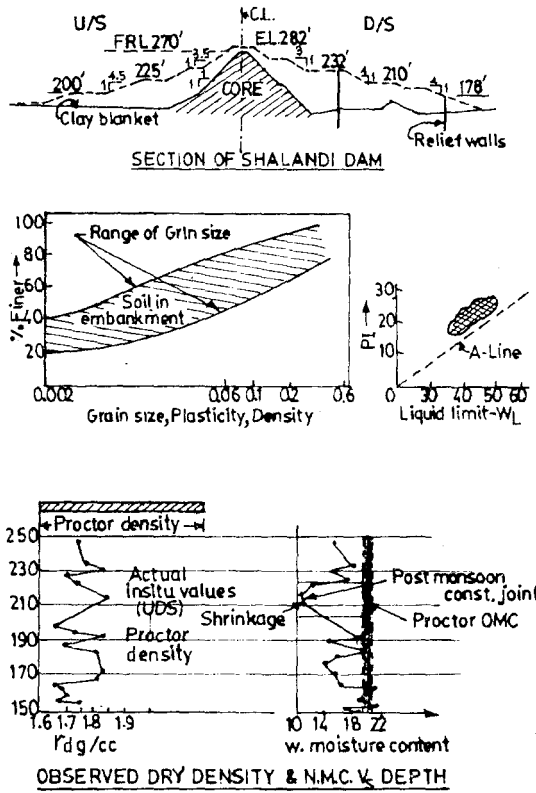 C.L.
U/S
D/S
FRL270'
EL282'
3.5
1
3
1
232'
225'
200'
4.5
1
1
1
4:1
210'
4
1
178'
CORE
Clay blanket
Relief walls
SECTION OF SHALANDI DAM
100
80
60
40
20
% Finer
Range of Grin size
Soil in
embankment
0.002
0.06
0.1
0.2
0.6
Grain size, Plasticity, Density
30
20
10
PI
A-Line
0
30
40
50
60
Liquid limit-WL
Proctor density
250
230
210
190
170
150
Actual
insitu values
(UDS)
Proctor
density
1.6
1.7
1.8
1.9
rd g/cc
Shrinkage
Post monsoon
const. joint
Proctor OMC
10
14
18
22
w. moisture content
OBSERVED DRY DENSITY & N.M.C. Vs DEPTH